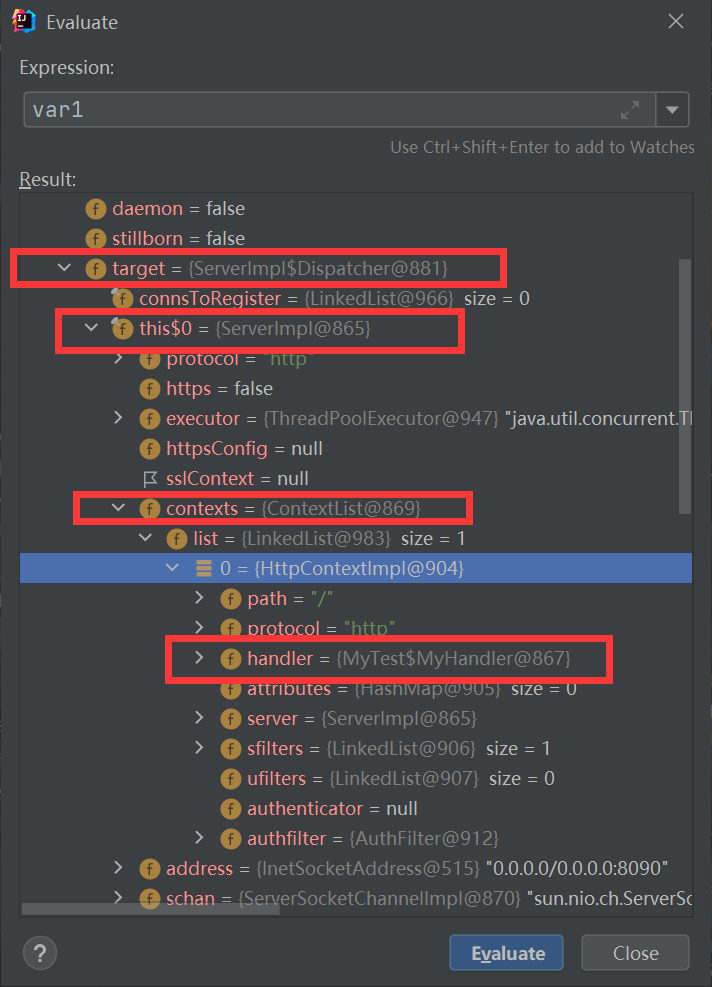 Evaluate
Expression:
var1
Use Ctrl+Shift+Enter to add to Watches
Result:
f daemon = false
f stillborn = false
f target = {ServerImpl$Dispatcher@881}
f connsToRegister = {LinkedList@966} size = 0
f this$0 = {ServerImpl@865}
f protocol = "http"
f https = false
f executor = {ThreadPoolExecutor@947} "java.util.concurrent.Th
f httpsConfig = null
sslContext = null
f contexts = {ContextList@869}
f list = {LinkedList@983} size = 1
0 = {HttpContextImpl@904}
f path = "/"
f protocol = "http"
f handler = {MyTest$MyHandler@867}
f attributes = {HashMap@905} size = 0
f server = {ServerImpl@865}
f sfilters = {LinkedList@906} size = 1
f ufilters = {LinkedList@907} size = 0
f authenticator = null
f authfilter = {AuthFilter@912}
f address = {InetSocketAddress@515} "0.0.0.0/0.0.0.0:8090"
f schan = {ServerSocketChannelImpl@870} "sun.nio.ch.ServerSo
?
Evaluate
Close